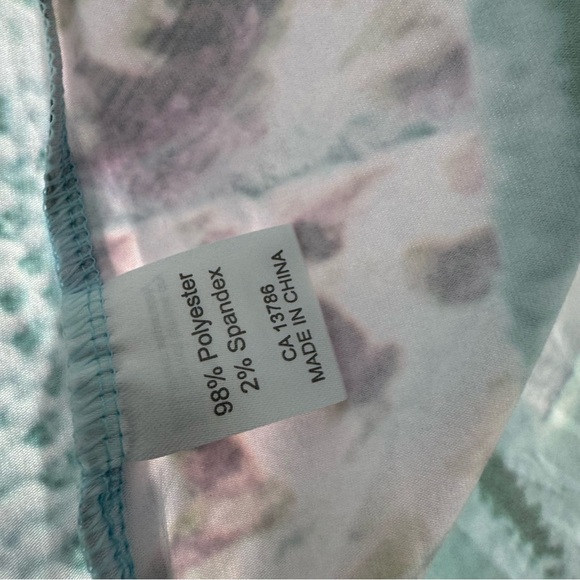 98% Polyester
2% Spandex
CA 13786
MADE IN CHINA